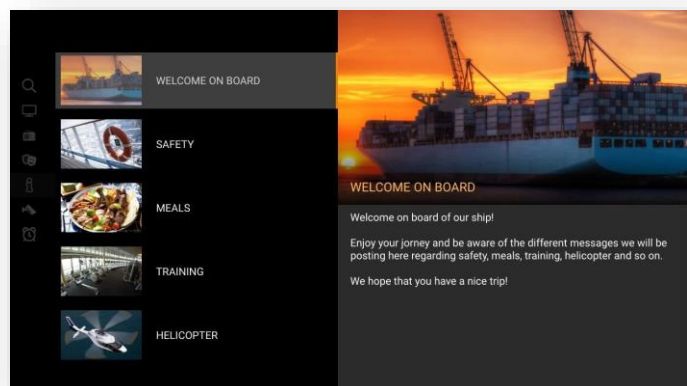 WELCOME ON BOARD
SAFETY
MEALS
TRAINING
HELICOPTER
WELCOME ON BOARD
Welcome on board of our ship!
Enjoy your jorney and be aware of the different messages we will be
posting here regarding safety, meals, training, helicopter and so on.
We hope that you have a nice trip!